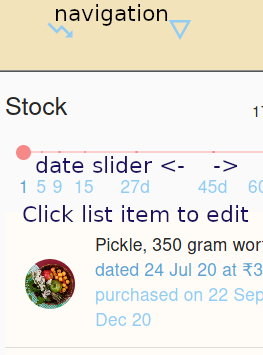 navigation
Stock
date slider <- ->
1 5 9 15 27d 45d 60
Click list item to edit
Pickle, 350 gram wor
dated 24 Jul 20 at ₹3
purchased on 22 Sep
Dec 20